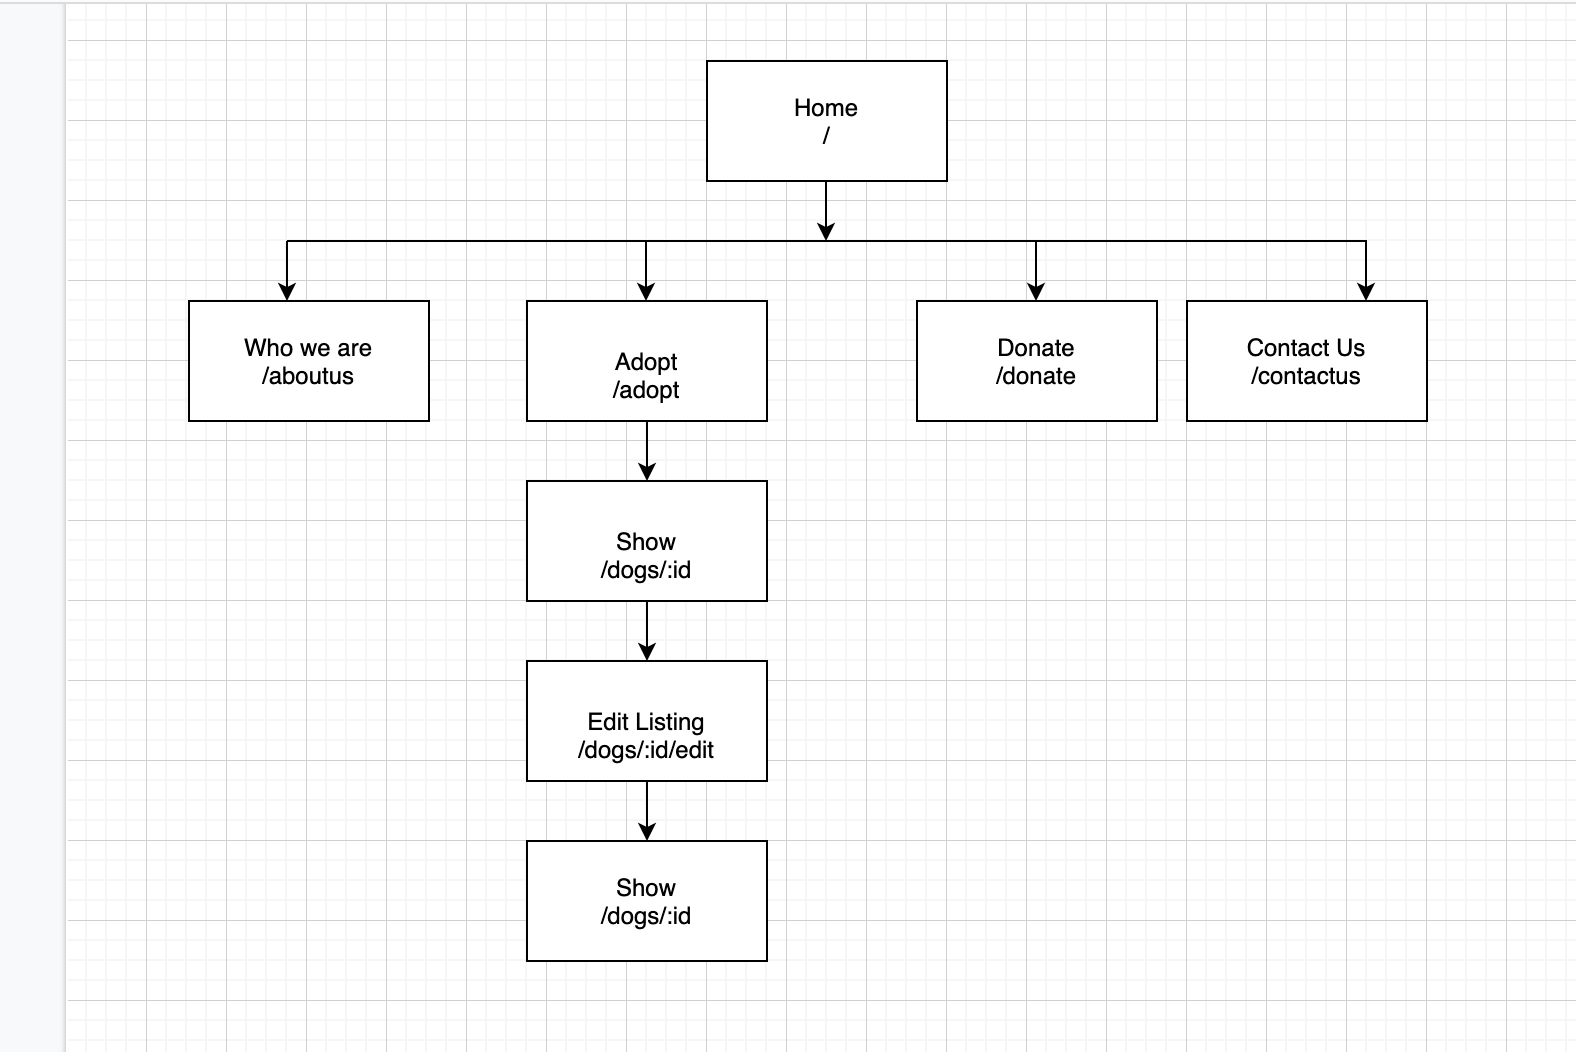 Home
/
Who we are
/aboutus
Adopt
/adopt
Donate
/donate
Contact Us
/contactus
Show
/dogs/:id
Edit Listing
/dogs/:id/edit
Show
/dogs/:id